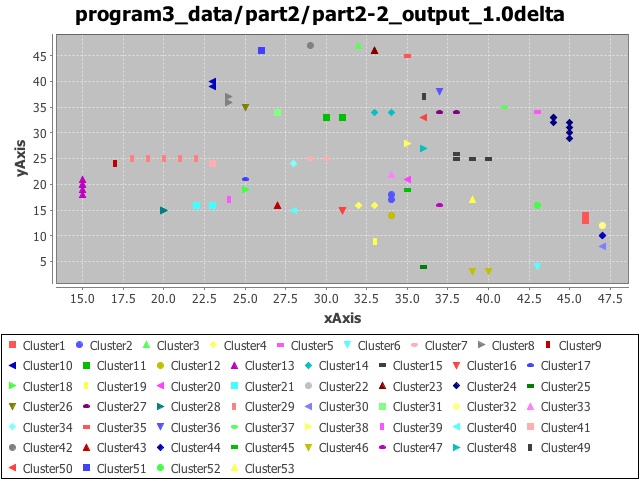 program3_data/part2/part2-2_output_1.0delta
yAxis
45
40
35
30
25
20
15
10
5
15.0 17.5 20.0 22.5 25.0 27.5 30.0 32.5 35.0 37.5 40.0 42.5 45.0 47.5
xAxis
Cluster1 Cluster2 Cluster3 Cluster4 Cluster5 Cluster6 Cluster7 Cluster8 Cluster9
Cluster10 Cluster11 Cluster12 Cluster13 Cluster14 Cluster15 Cluster16 Cluster17
Cluster18 Cluster19 Cluster20 Cluster21 Cluster22 Cluster23 Cluster24 Cluster25
Cluster26 Cluster27 Cluster28 Cluster29 Cluster30 Cluster31 Cluster32 Cluster33
Cluster34 Cluster35 Cluster36 Cluster37 Cluster38 Cluster39 Cluster40 Cluster41
Cluster42 Cluster43 Cluster44 Cluster45 Cluster46 Cluster47 Cluster48 Cluster49
Cluster50 Cluster51 Cluster52 Cluster53